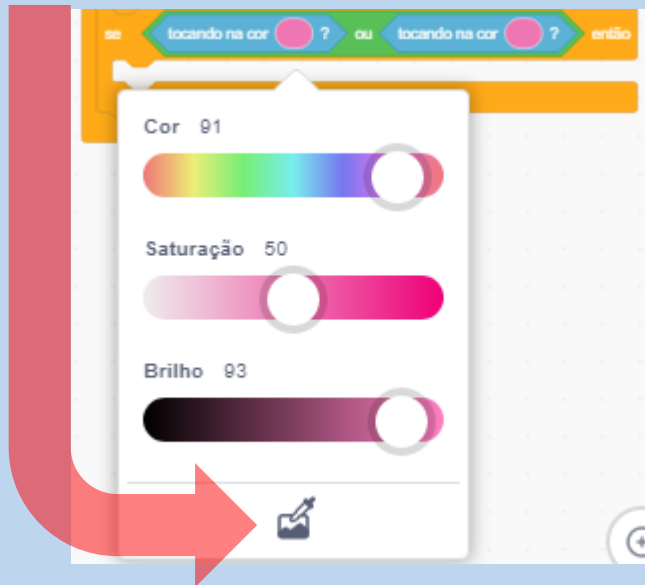 se tocando na cor ? ou tocando na cor ? então
Cor 91
Saturação 50
Brilho 93